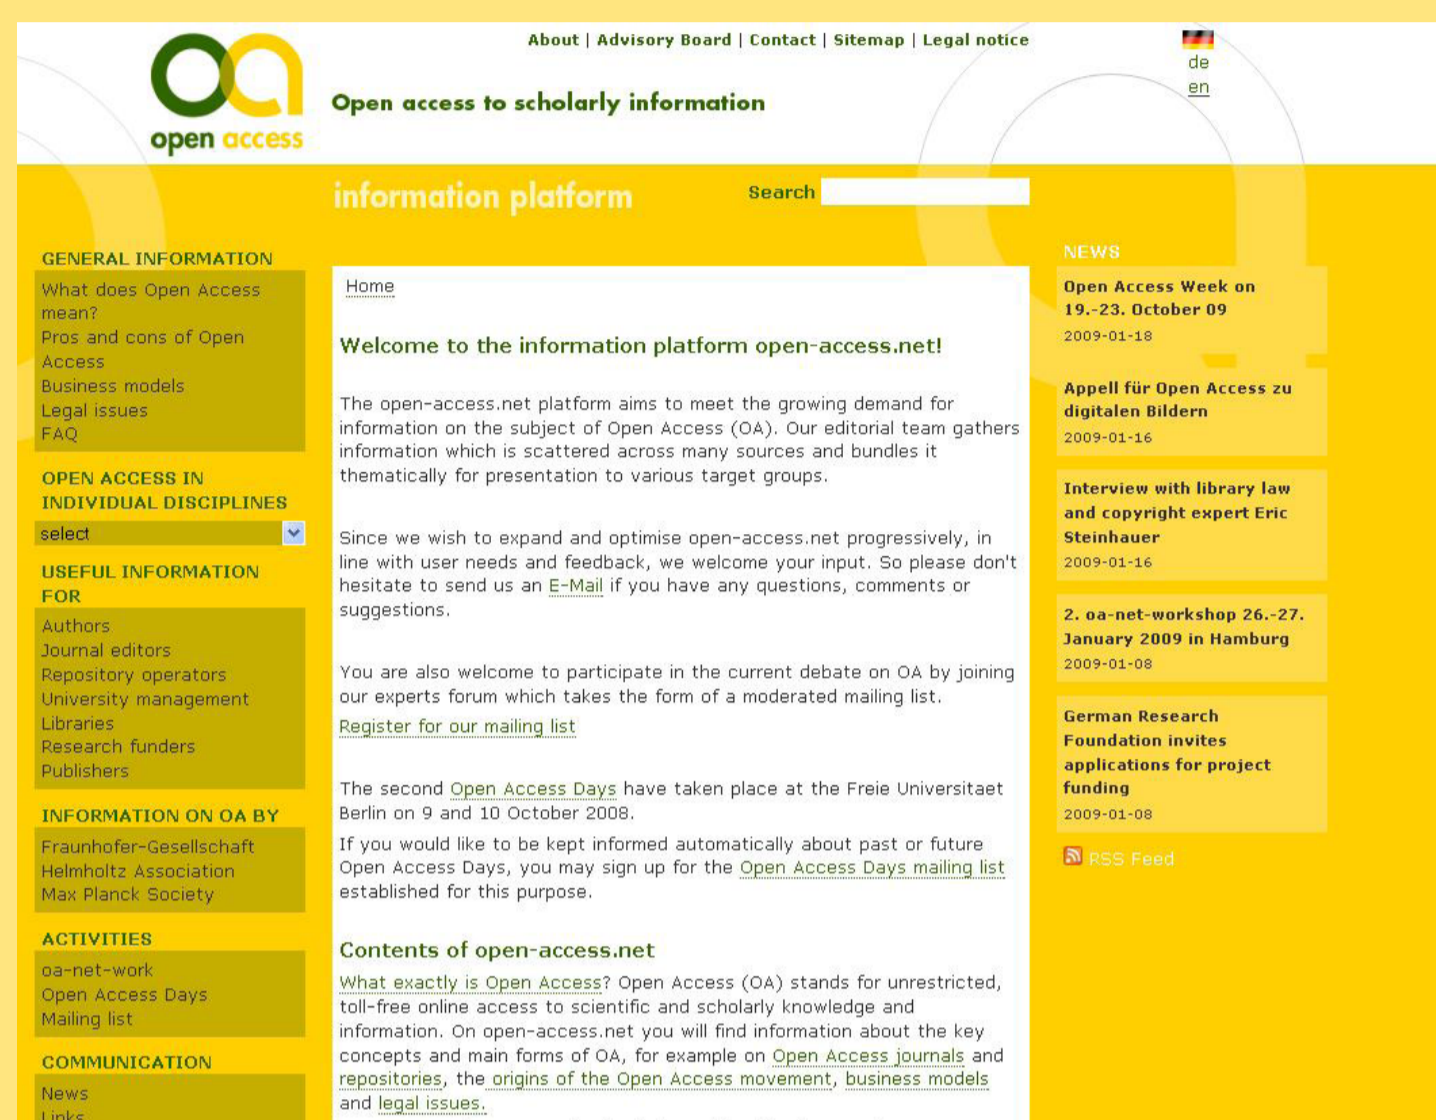 About | Advisory Board | Contact | Sitemap | Legal notice
de
en
open access
Open access to scholarly information
information platform
Search
GENERAL INFORMATION
What does Open Access
mean?
Pros and cons of Open
Access
Business models
Legal issues
FAQ
OPEN ACCESS IN
INDIVIDUAL DISCIPLINES
select
USEFUL INFORMATION
FOR
Authors
Journal editors
Repository operators
University management
Libraries
Research funders
Publishers
INFORMATION ON OA BY
Fraunhofer-Gesellschaft
Helmholtz Association
Max Planck Society
ACTIVITIES
oa-net-work
Open Access Days
Mailing list
COMMUNICATION
News
Links
Home
Welcome to the information platform open-access.net!
The open-access.net platform aims to meet the growing demand for
information on the subject of Open Access (OA). Our editorial team gathers
information which is scattered across many sources and bundles it
thematically for presentation to various target groups.
Since we wish to expand and optimise open-access.net progressively, in
line with user needs and feedback, we welcome your input. So please don't
hesitate to send us an E-Mail if you have any questions, comments or
suggestions.
You are also welcome to participate in the current debate on OA by joining
our experts forum which takes the form of a moderated mailing list.
Register for our mailing list
The second Open Access Days have taken place at the Freie Universitaet
Berlin on 9 and 10 October 2008.
If you would like to be kept informed automatically about past or future
Open Access Days, you may sign up for the Open Access Days mailing list
established for this purpose.
Contents of open-access.net
What exactly is Open Access? Open Access (OA) stands for unrestricted,
toll-free online access to scientific and scholarly knowledge and
information. On open-access.net you will find information about the key
concepts and main forms of OA, for example on Open Access journals and
repositories, the origins of the Open Access movement, business models
and legal issues.
NEWS
Open Access Week on
19.-23. October 09
2009-01-18
Appell für Open Access zu
digitalen Bildern
2009-01-16
Interview with library law
and copyright expert Eric
Steinhauer
2009-01-16
2. oa-net-workshop 26.-27.
January 2009 in Hamburg
2009-01-08
German Research
Foundation invites
applications for project
funding
2009-01-08
RSS Feed